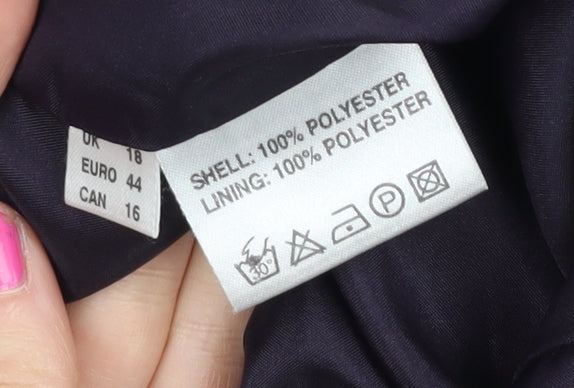 UK 18
EURO 44
CAN 16
SHELL: 100% POLYESTER
LINING: 100% POLYESTER
30° P